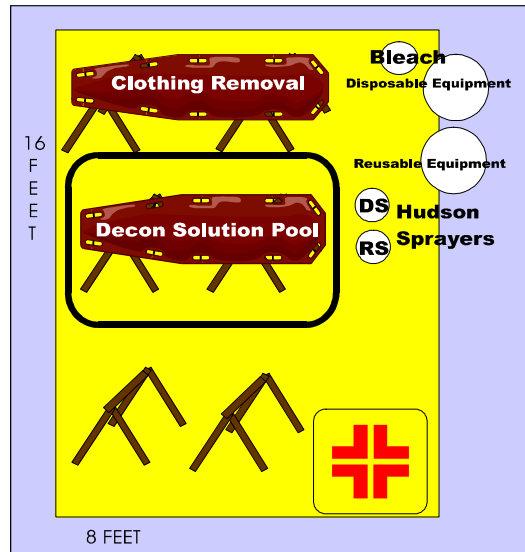 Bleach
Clothing Removal
Disposable Equipment
16
F
E
E
T
Reusable Equipment
DS
Hudson
Decon Solution Pool
Sprayers
RS
8 FEET